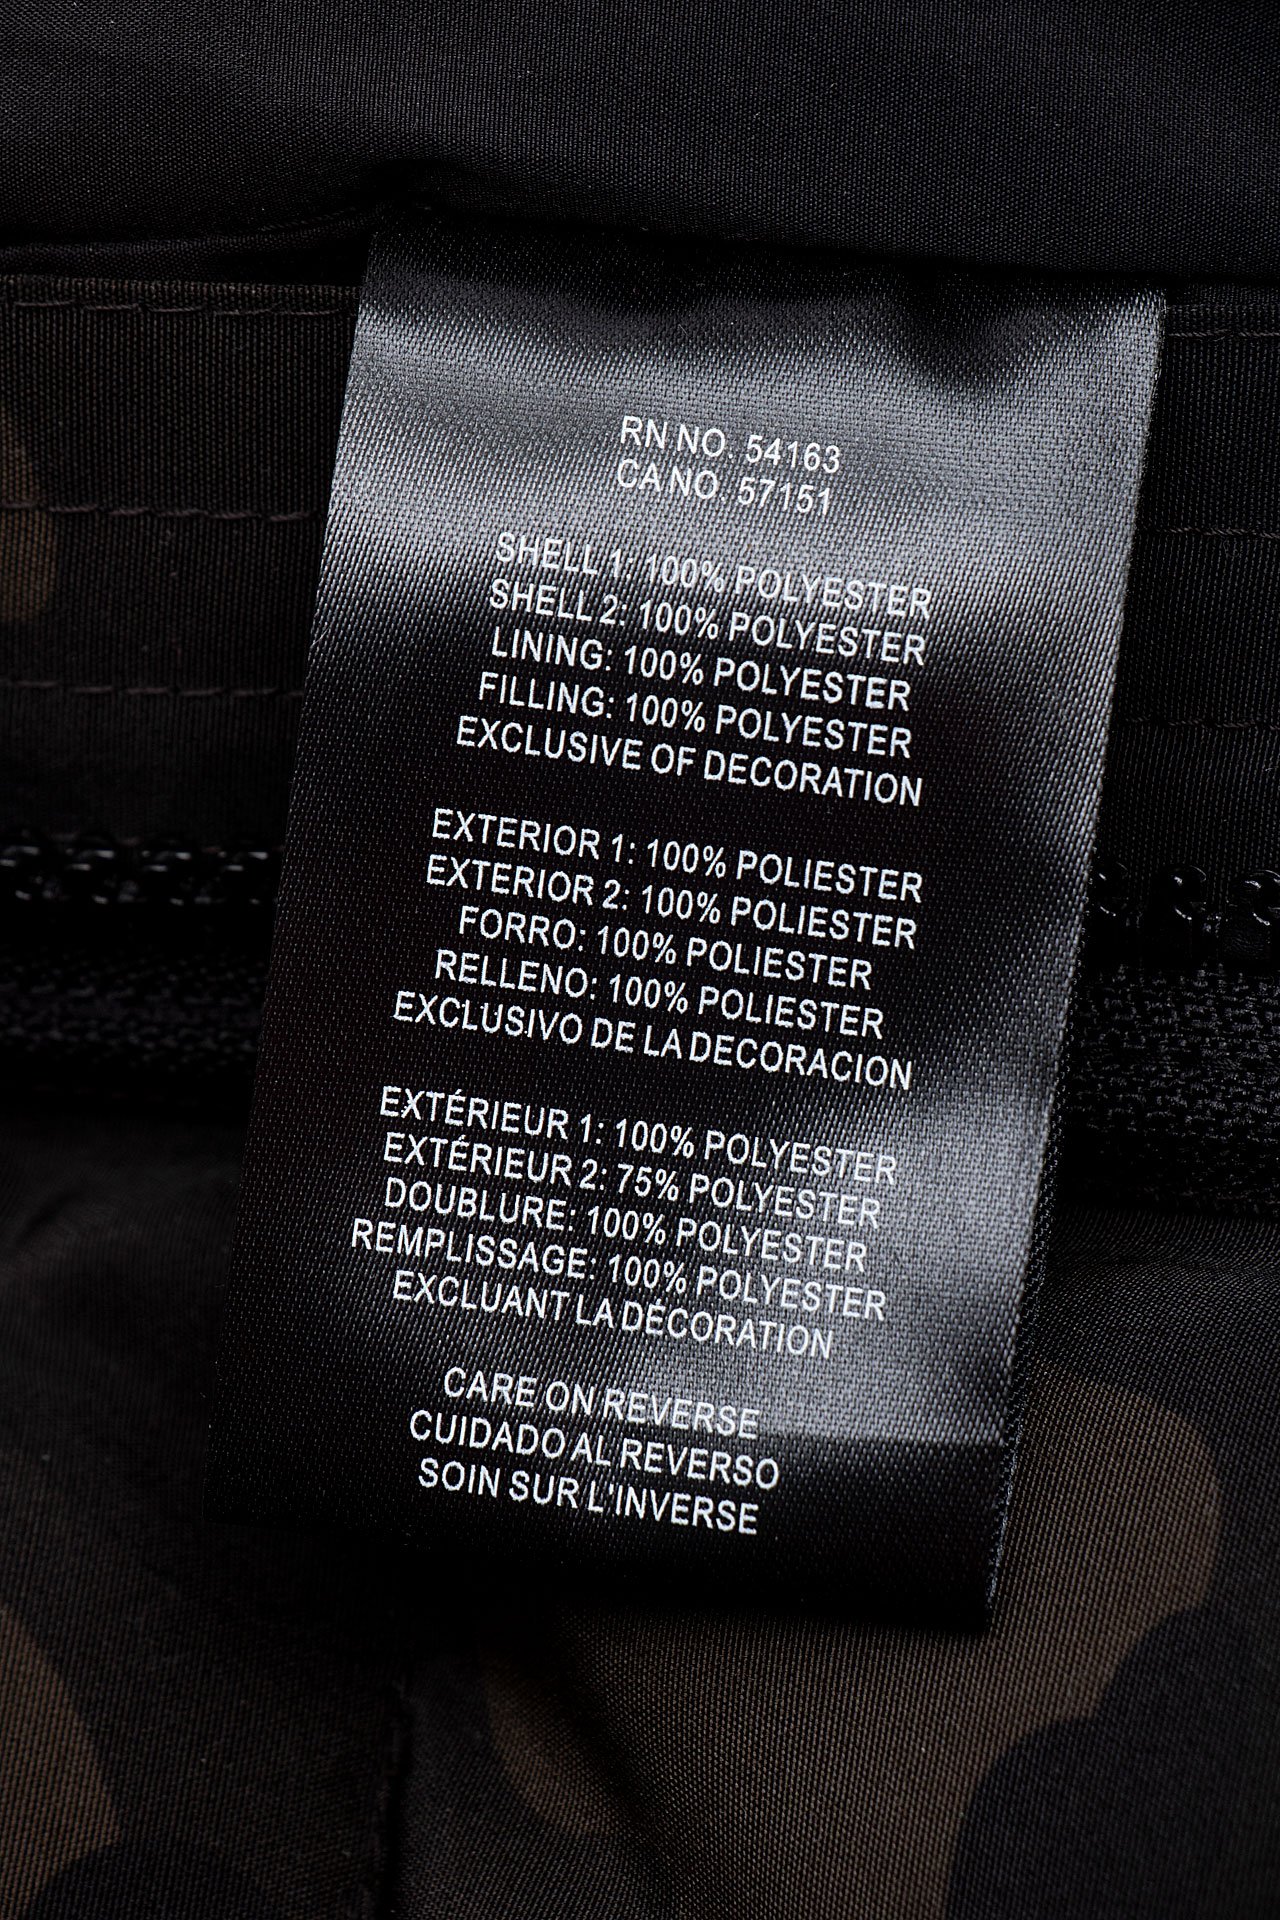 RN NO. 54163
CA NO. 57151
SHELL 1: 100% POLYESTER
SHELL 2: 100% POLYESTER
LINING: 100% POLYESTER
FILLING: 100% POLYESTER
EXCLUSIVE OF DECORATION
EXTERIOR 1: 100% POLIESTER
EXTERIOR 2: 100% POLIESTER
FORRO: 100% POLIESTER
RELLENO: 100% POLIESTER
EXCLUSIVO DE LA DECORACION
EXTÉRIEUR 1: 100% POLYESTER
EXTÉRIEUR 2: 75% POLYESTER
DOUBLURE: 100% POLYESTER
REMPLISSAGE: 100% POLYESTER
EXCLUANT LA DÉCORATION
CARE ON REVERSE
CUIDADO AL REVERSO
SOIN SUR L'INVERSE